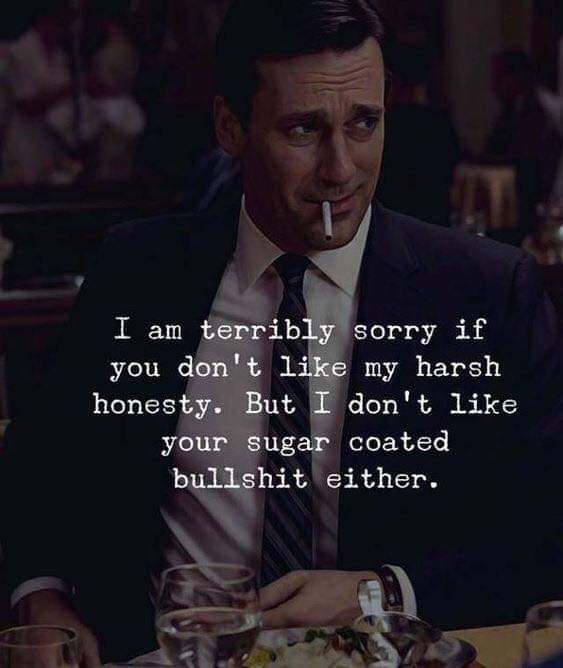 I am terribly sorry if
you don't like my harsh
honesty. But I don't like
your sugar coated
bullshit either.